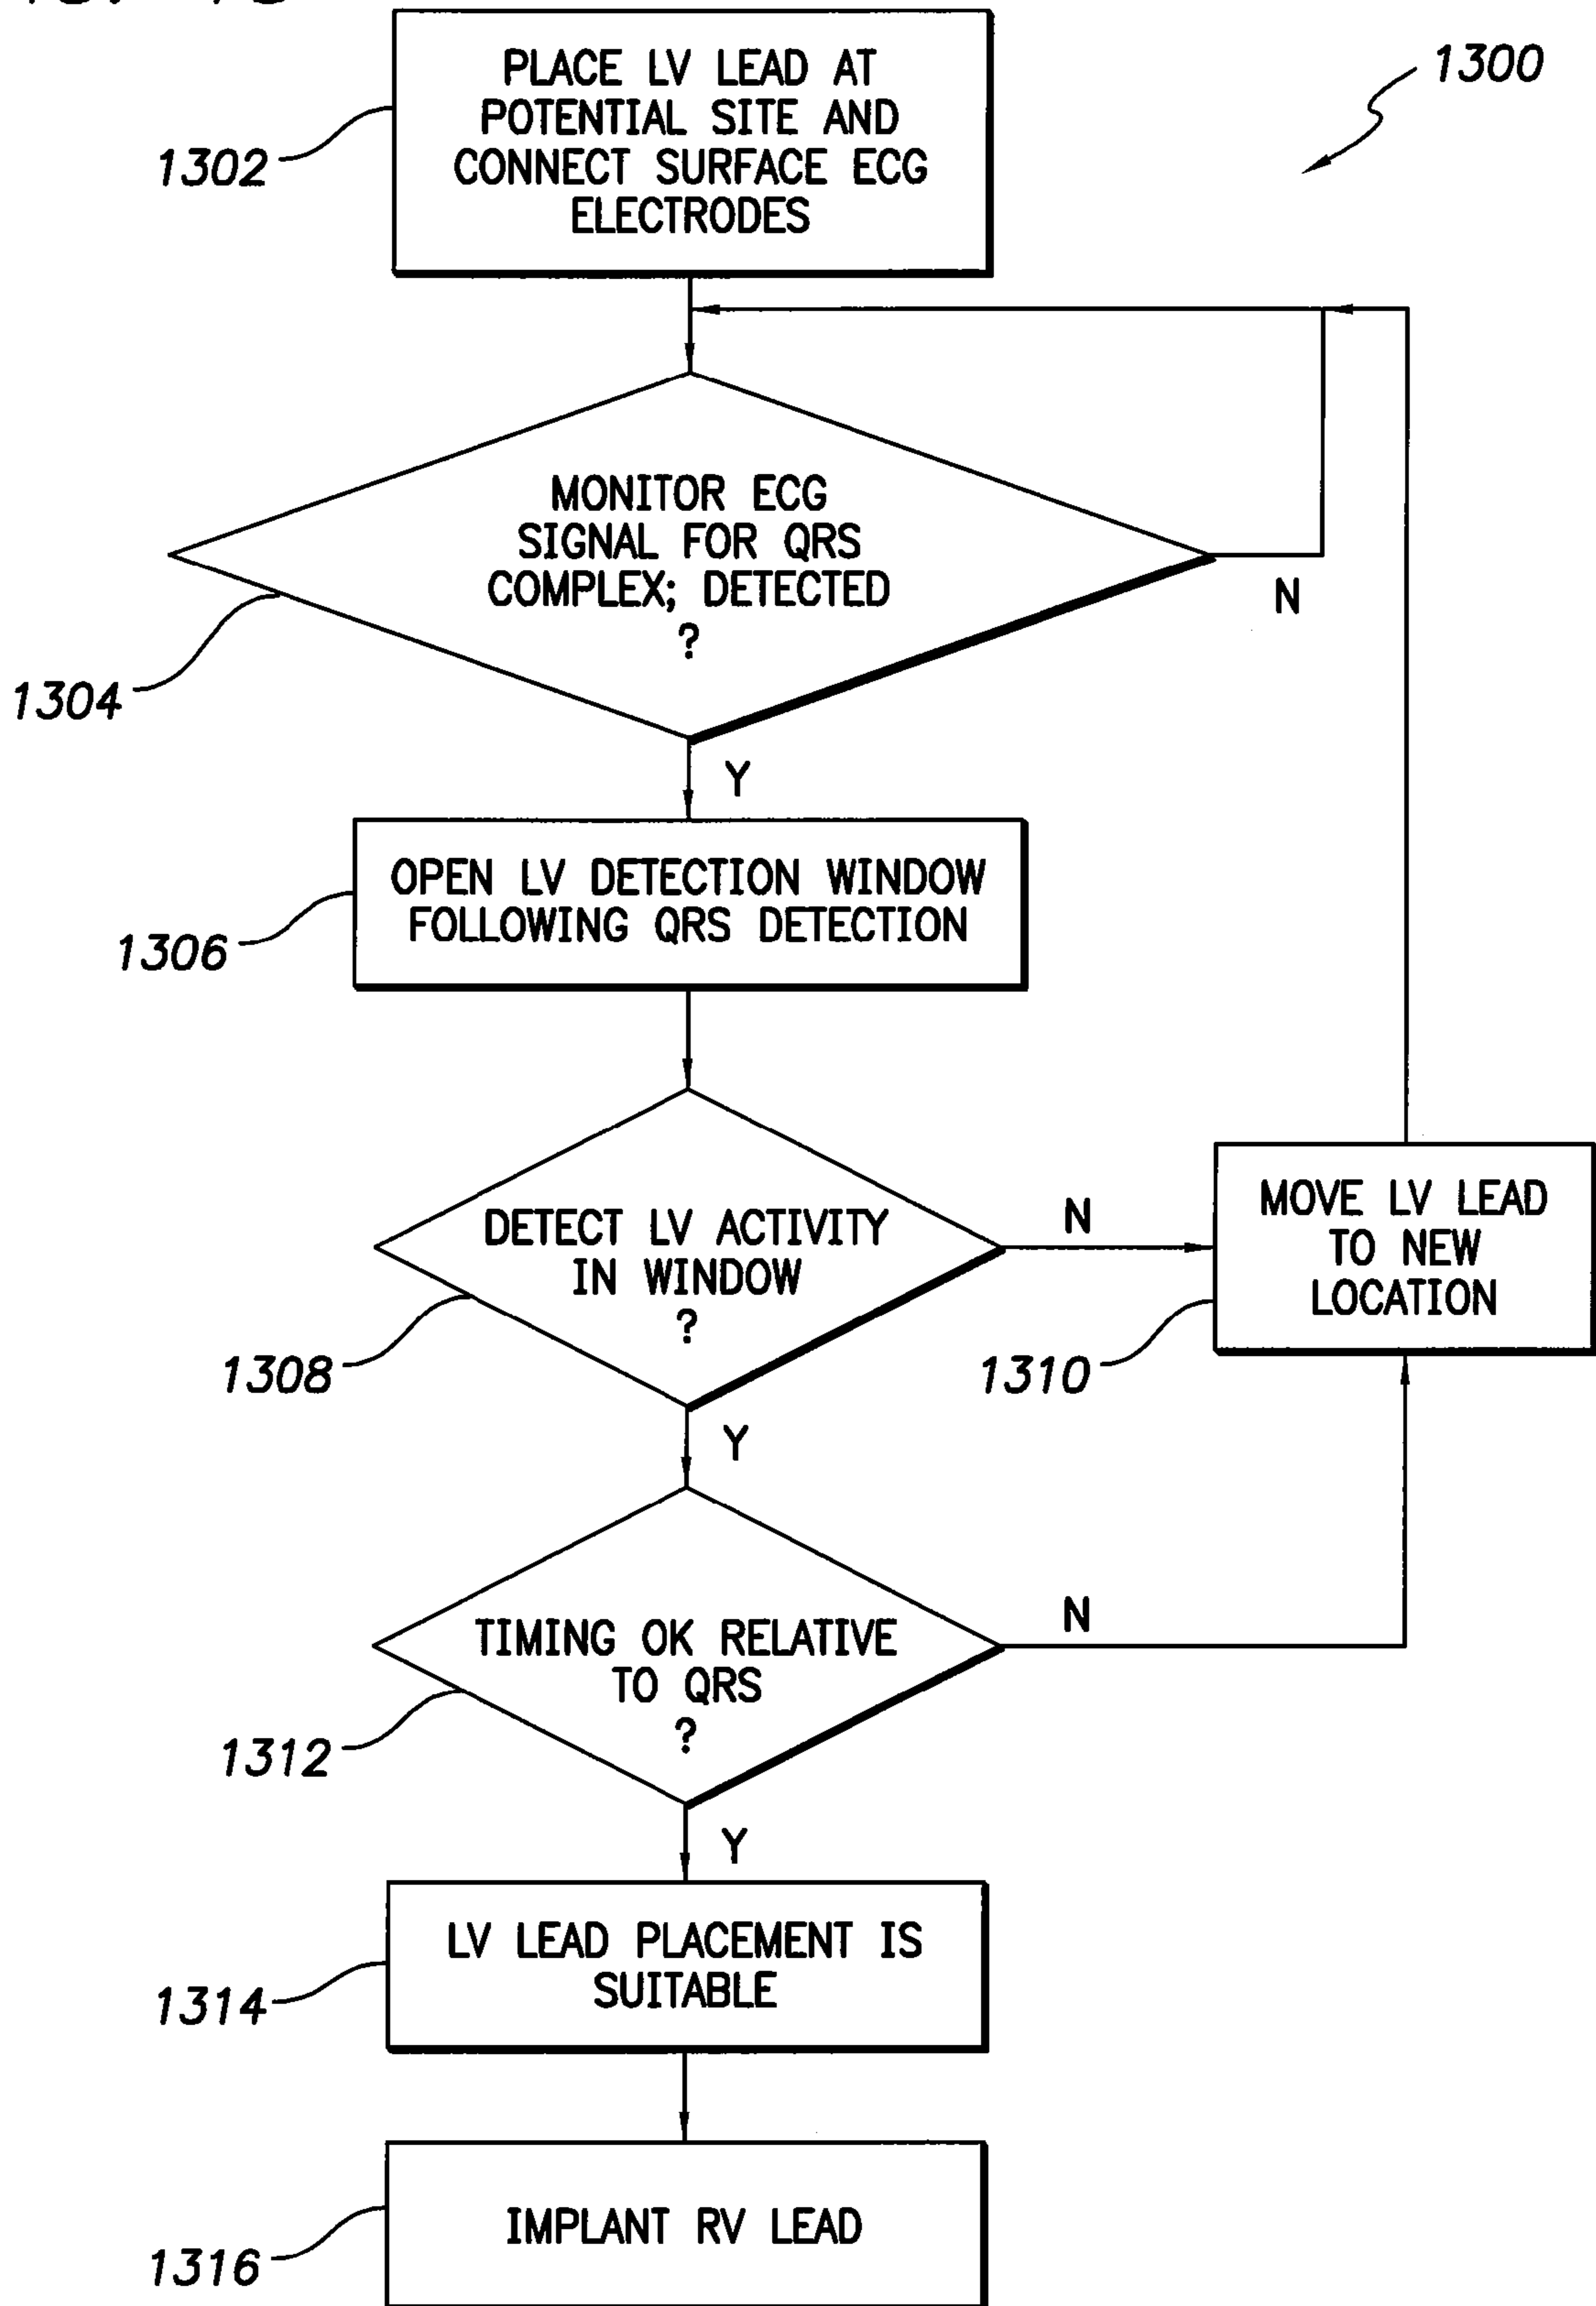 1300
PLACE LV LEAD AT
POTENTIAL SITE AND
CONNECT SURFACE ECG
ELECTRODES
1302
MONITOR ECG
SIGNAL FOR QRS
COMPLEX; DETECTED
?
N
1304
Y
OPEN LV DETECTION WINDOW
FOLLOWING QRS DETECTION
1306
DETECT LV ACTIVITY
IN WINDOW
?
N
1308
MOVE LV LEAD
TO NEW
LOCATION
1310
Y
TIMING OK RELATIVE
TO QRS
?
N
1312
Y
LV LEAD PLACEMENT IS
SUITABLE
1314
IMPLANT RV LEAD
1316